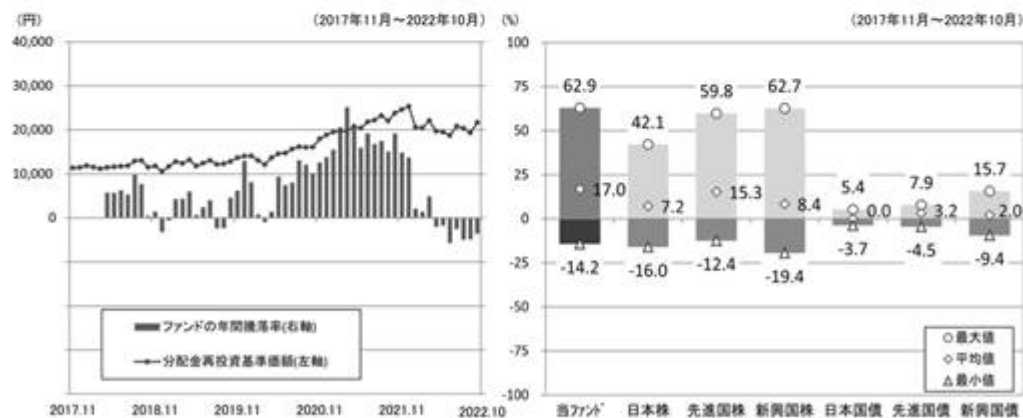 (円)
(2017年11月～2022年10月)
40,000
30,000
20,000
10,000
0
ファンドの年間騰落率(右軸)
分配金再投資基準価額(左軸)
2017.11
2018.11
2019.11
2020.11
2021.11
2022.10
(%)
(2017年11月～2022年10月)
100
75
50
25
0
-25
-50
-75
-100
62.9
42.1
59.8
62.7
5.4
7.9
15.7
17.0
7.2
15.3
8.4
0.0
3.2
2.0
-14.2
-16.0
-12.4
-19.4
-3.7
-4.5
-9.4
最大値
平均値
最小値
当ファンド
日本株
先進国株
新興国株
日本国債
先進国債
新興国債